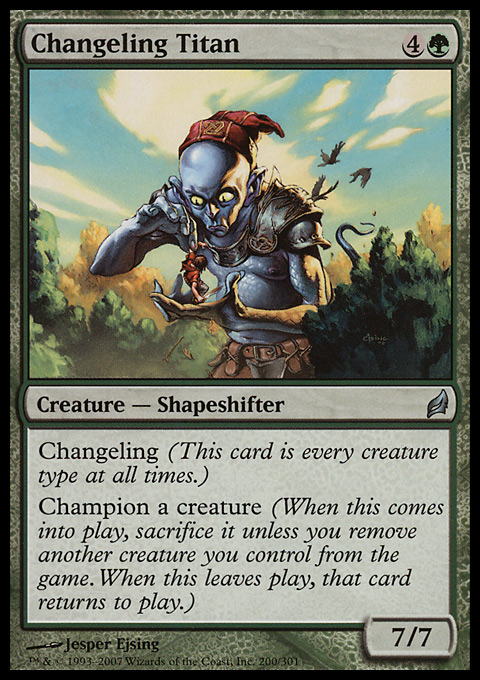 Changeling Titan 4
Creature — Shapeshifter
Changeling (This card is every creature
type at all times.)
Champion a creature (When this comes
into play, sacrifice it unless you remove
another creature you control from the
game. When this leaves play, that card
returns to play.)
7/7
Jesper Ejsing
™ & © 1993–2007 Wizards of the Coast, Inc. 200/301